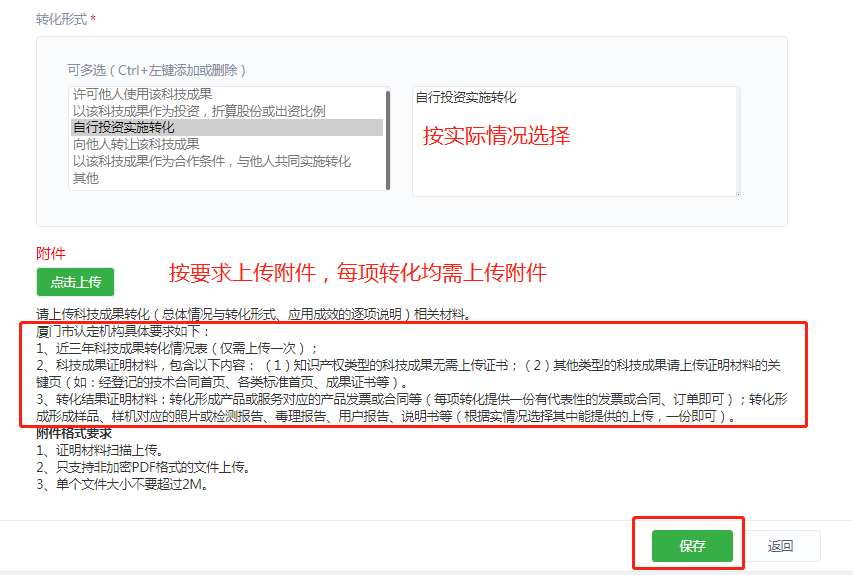 转化形式 *
可多选（Ctrl+左键添加或删除）
许可他人使用该科技成果
以该科技成果作为投资，折算股份或出资比例
自行投资实施转化
向他人转让该科技成果
以该科技成果作为合作条件，与他人共同实施转化
其他
自行投资实施转化
按实际情况选择
附件
点击上传
按要求上传附件，每项转化均需上传附件
请上传科技成果转化（总体情况与转化形式、应用成效的逐项说明）相关材料。
厦门市认定机构具体要求如下：
1、近三年科技成果转化情况表（仅需上传一次）；
2、科技成果证明材料，包含以下内容：（1）知识产权类型的科技成果无需上传证书；（2）其他类型的科技成果请上传证明材料的关
键页（如：经登记的技术合同首页、各类标准首页、成果证书等）。
3、转化结果证明材料：转化形成产品或服务对应的产品发票或合同等（每项转化提供一份有代表性的发票或合同、订单即可）；转化形
成形成样品、样机对应的照片或检测报告、毒理报告、用户报告、说明书等（根据实情况选择其中能提供的上传，一份即可）。
附件格式要求
1、证明材料扫描上传。
2、只支持非加密PDF格式的文件上传。
3、单个文件大小不要超过2M。
保存
返回